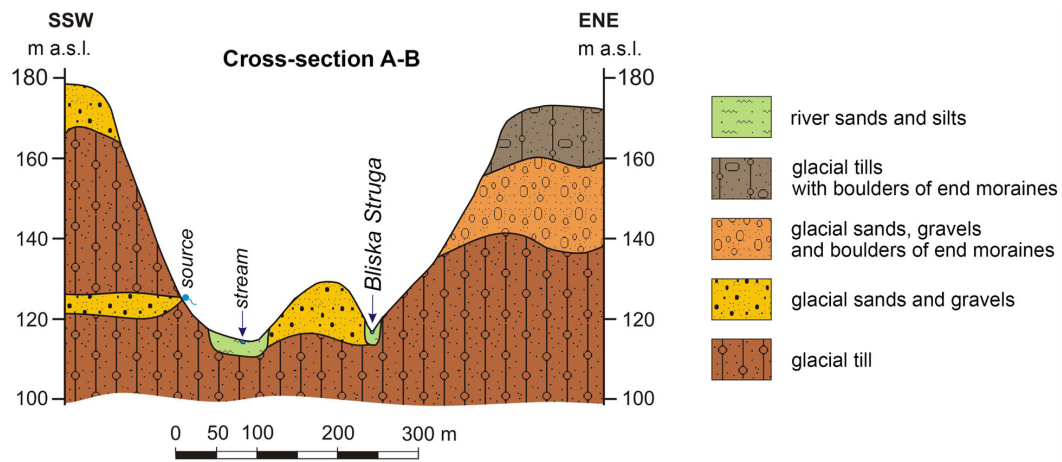 SSW
ENE
m a.s.l.
Cross-section A-B
m a.s.l.
180
160
140
120
100
source
stream
Bliska Struga
180
160
140
120
100
0 50 100 200 300 m
river sands and silts
glacial tills
with boulders of end moraines
glacial sands, gravels
and boulders of end moraines
glacial sands and gravels
glacial till